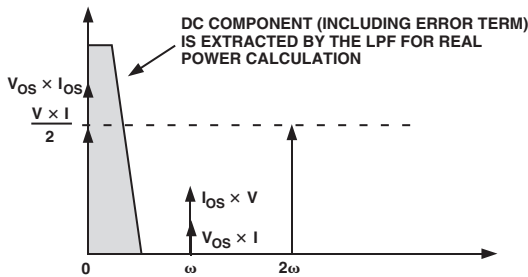 DC COMPONENT (INCLUDING ERROR TERM)
IS EXTRACTED BY THE LPF FOR REAL
POWER CALCULATION
VOS × IOS
V × I
2
IOS × V
VOS × I
0
ω
2ω